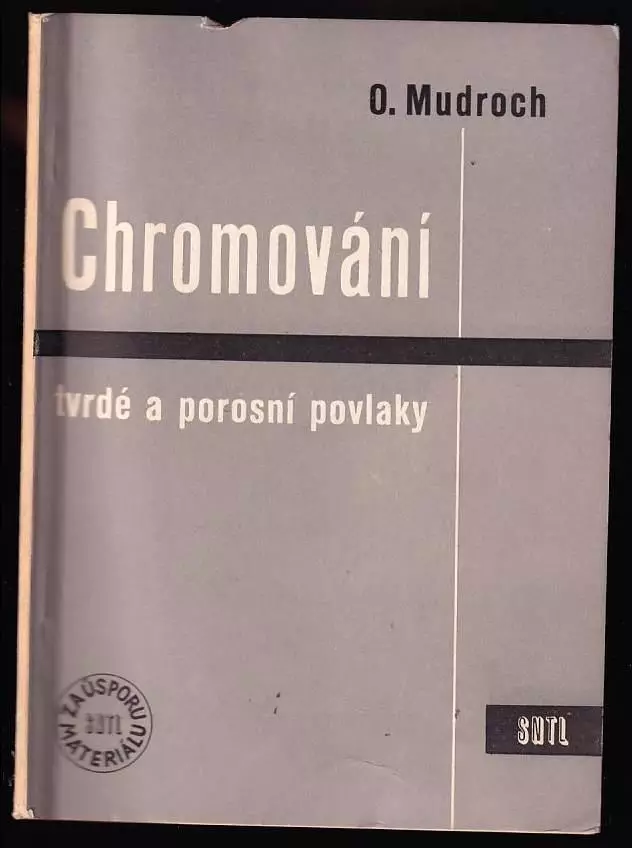 O. Mudroch
Chromování
tvrdé a porosní povlaky
ZA ÚSPORU
SNTL
MATERIÁLU
SNTL